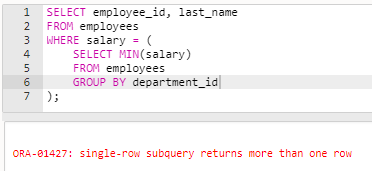 1 SELECT employee_id, last_name
2 FROM employees
3 WHERE salary = (
4 SELECT MIN(salary)
5 FROM employees
6 GROUP BY department_id
7 );
ORA-01427: single-row subquery returns more than one row